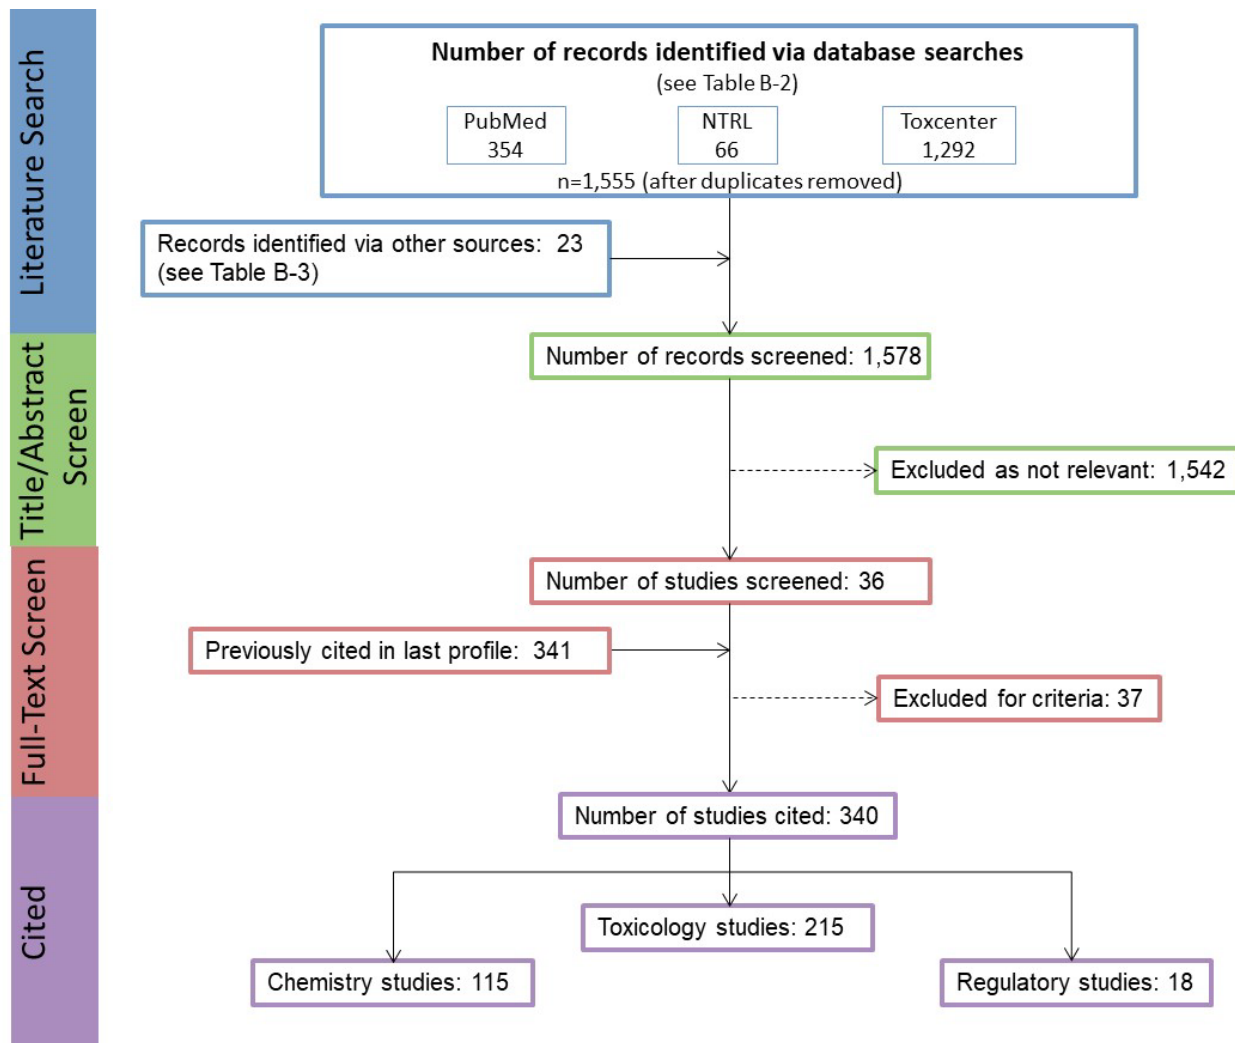 Literature Search
Number of records identified via database searches
(see Table B-2)
PubMed
354
NTRL
66
Toxcenter
1,292
n=1,555 (after duplicates removed)
Records identified via other sources: 23
(see Table B-3)
Title/Abstract
Screen
Number of records screened: 1,578
Excluded as not relevant: 1,542
Full-Text Screen
Number of studies screened: 36
Previously cited in last profile: 341
Excluded for criteria: 37
Cited
Number of studies cited: 340
Toxicology studies: 215
Chemistry studies: 115
Regulatory studies: 18